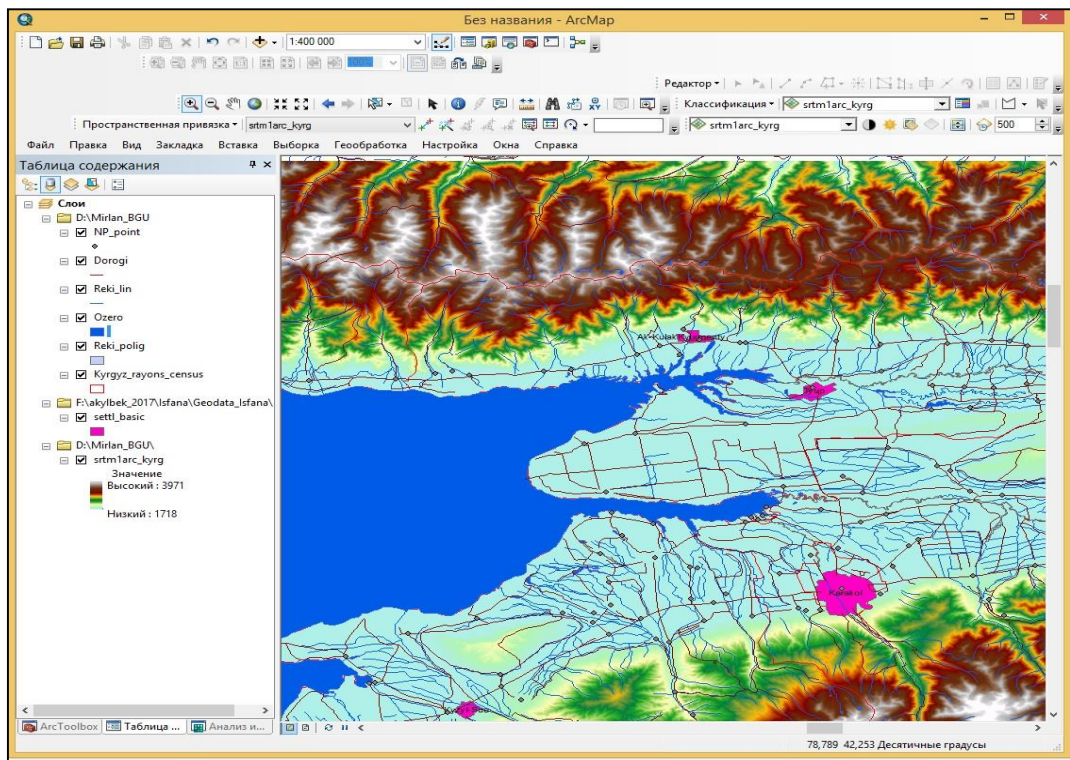 Без названия - ArcMap
1:400 000
100%
Редактор
Классификация srtm1arc_kyrg
Пространственная привязка srtm1arc_kyrg srtm1arc_kyrg 500
Файл Правка Вид Закладка Вставка Выборка Геообработка Настройка Окна Справка
Таблица содержания
Слои
D:\Mirlan_BGU
NP_point
Dorogi
Reki_lin
Ozero
Reki_polig
Kyrgyz_rayons_census
F:\akylbek_2017\Isfana\Geodata_Isfana\
settl_basic
D:\Mirlan_BGU\
srtm1arc_kyrg
Значение
Высокий : 3971
Низкий : 1718
Karakol
ArcToolbox Таблица ... Анализ и...
78,789 42,253 Десятичные градусы